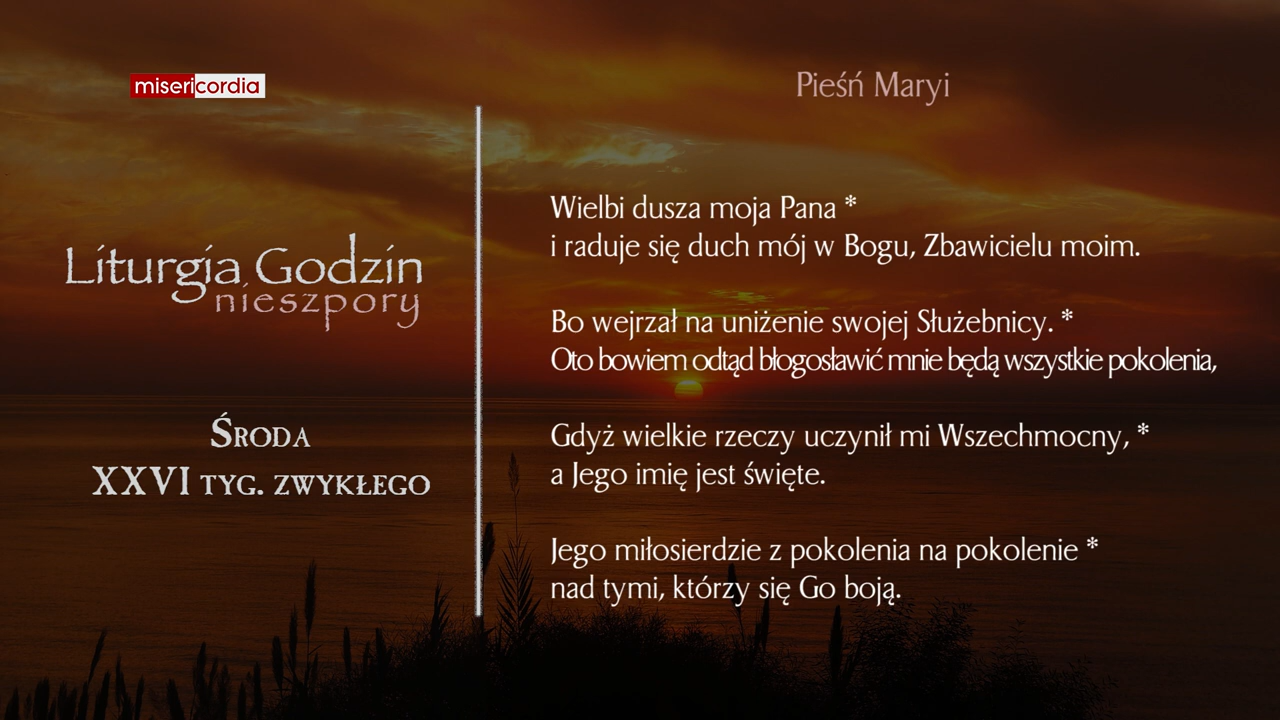 misericordia
Liturgia Godzin
nieszpory
Środa
XXVI tyg. zwykłego
Pieśń Maryi
Wielbi dusza moja Pana *
i raduje się duch mój w Bogu, Zbawicielu moim.
Bo wejrzał na uniżenie swojej Służebnicy. *
Oto bowiem odtąd błogosławić mnie będą wszystkie pokolenia,
Gdyż wielkie rzeczy uczynił mi Wszechmocny, *
a Jego imię jest święte.
Jego miłosierdzie z pokolenia na pokolenie *
nad tymi, którzy się Go boją.